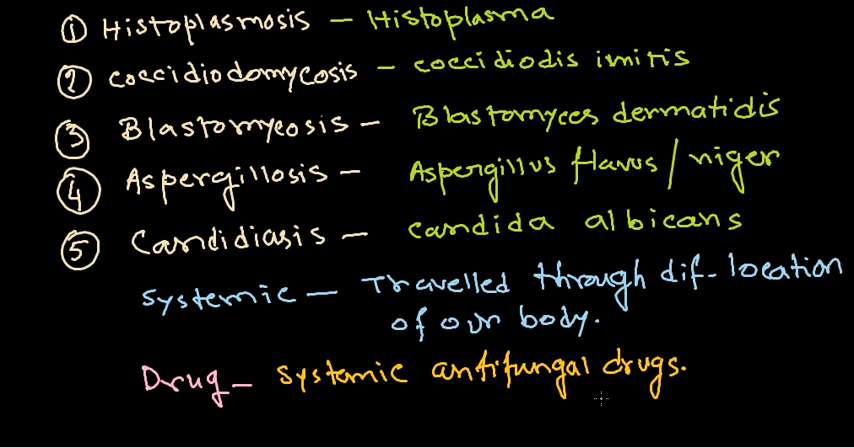 ① Histoplasmosis – Histoplasma
② coccidiodomycosis – coccidiodis imitis
③ Blastomycosis – Blastomyces dermatidis
④ Aspergillosis – Aspergillus flavus / niger
⑤ Candidiasis – candida albicans
systemic – Travelled through dif- location
of our body.
Drug – systemic antifungal drugs.